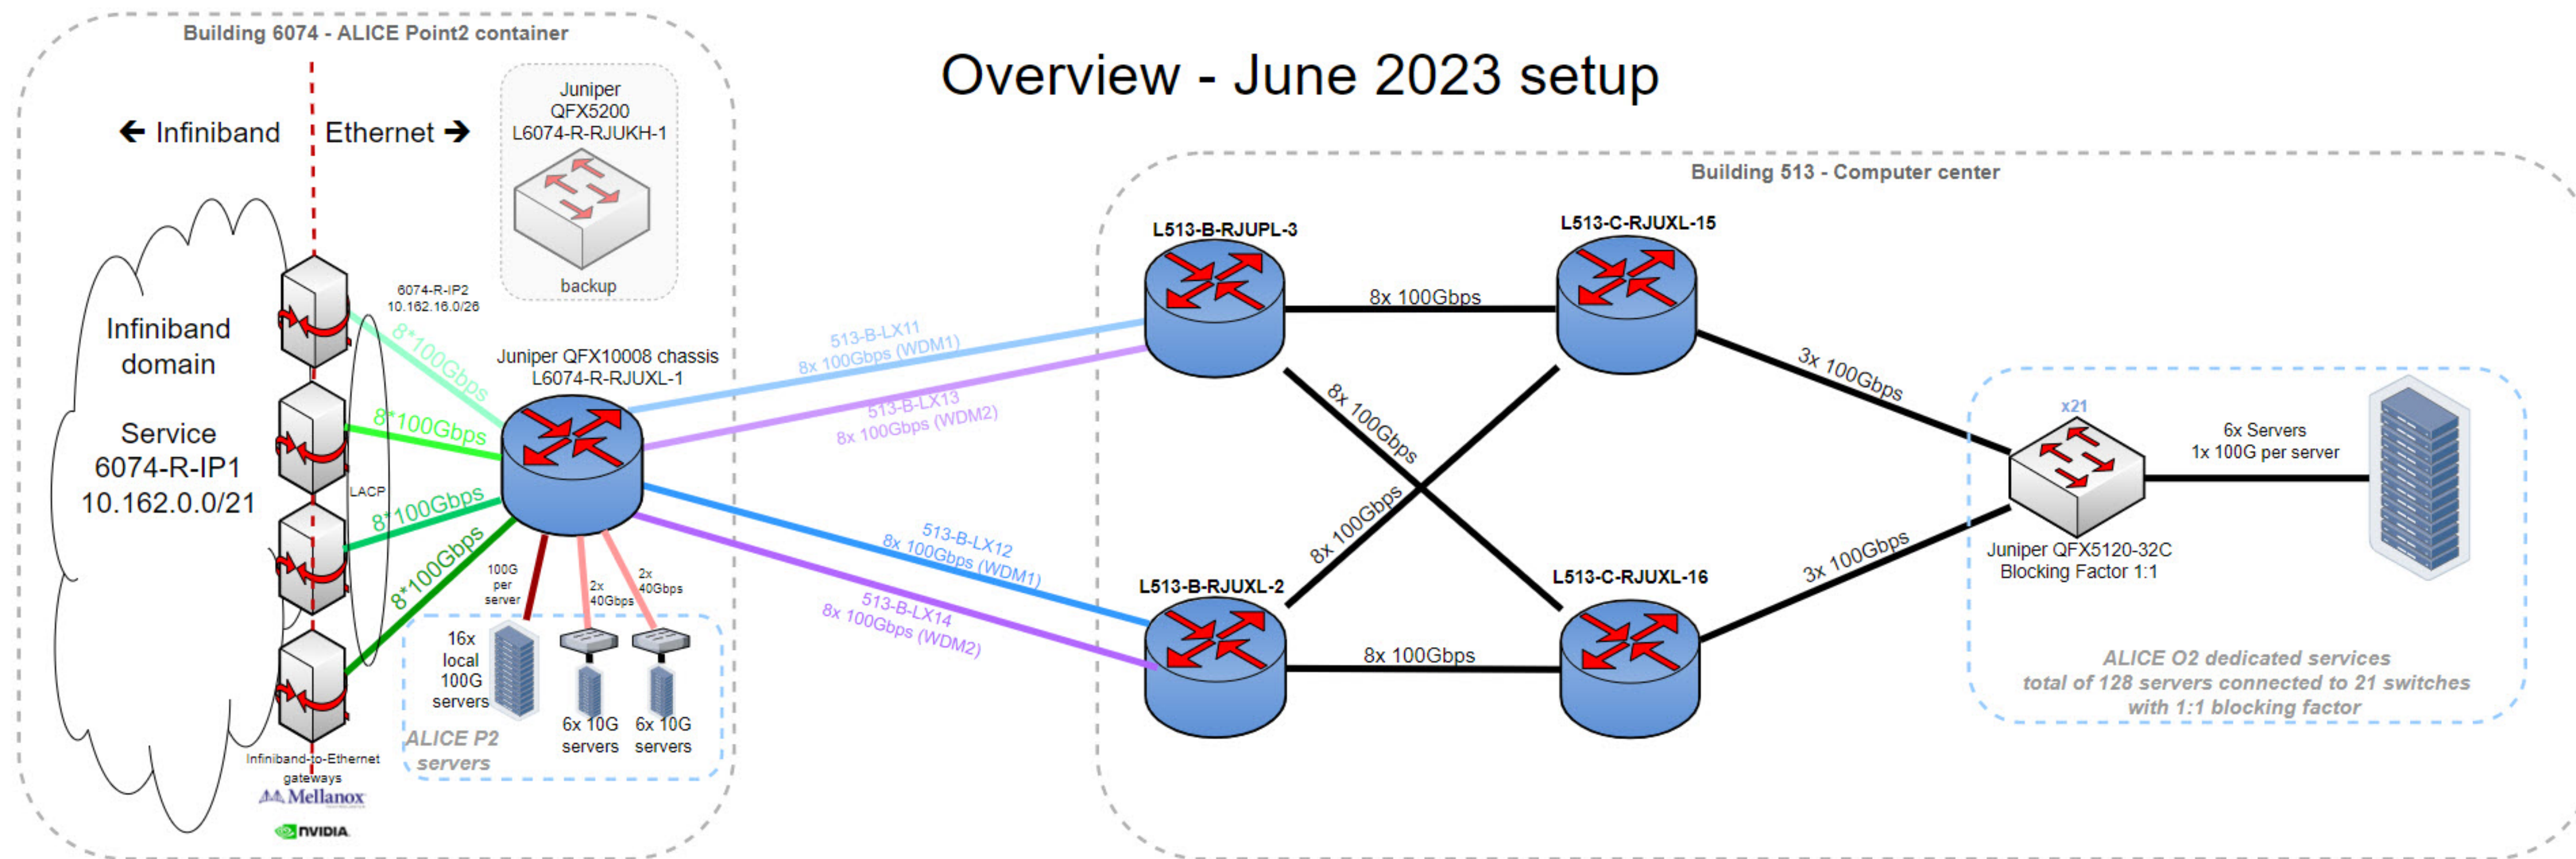 Overview - June 2023 setup
Building 6074 - ALICE Point2 container
← Infiniband
Ethernet →
Juniper
QFX5200
L6074-R-RJUKH-1
backup
Infiniband
domain
Service
6074-R-IP1
10.162.0.0/21
6074-R-IP2
10.162.16.0/26
8*100Gbps
8*100Gbps
8*100Gbps
8*100Gbps
LACP
Juniper QFX10008 chassis
L6074-R-RJUXL-1
100G
per
server
2x
40Gbps
2x
40Gbps
16x
local
100G
servers
6x 10G
servers
6x 10G
servers
ALICE P2
servers
Infiniband-to-Ethernet
gateways
Mellanox
NVIDIA
513-B-LX11
8x 100Gbps (WDM1)
513-B-LX13
8x 100Gbps (WDM2)
513-B-LX12
8x 100Gbps (WDM1)
513-B-LX14
8x 100Gbps (WDM2)
Building 513 - Computer center
L513-B-RJUPL-3
L513-C-RJUXL-15
8x 100Gbps
8x 100Gbps
8x 100Gbps
L513-B-RJUXL-2
L513-C-RJUXL-16
8x 100Gbps
3x 100Gbps
3x 100Gbps
x21
Juniper QFX5120-32C
Blocking Factor 1:1
6x Servers
1x 100G per server
ALICE O2 dedicated services
total of 128 servers connected to 21 switches
with 1:1 blocking factor